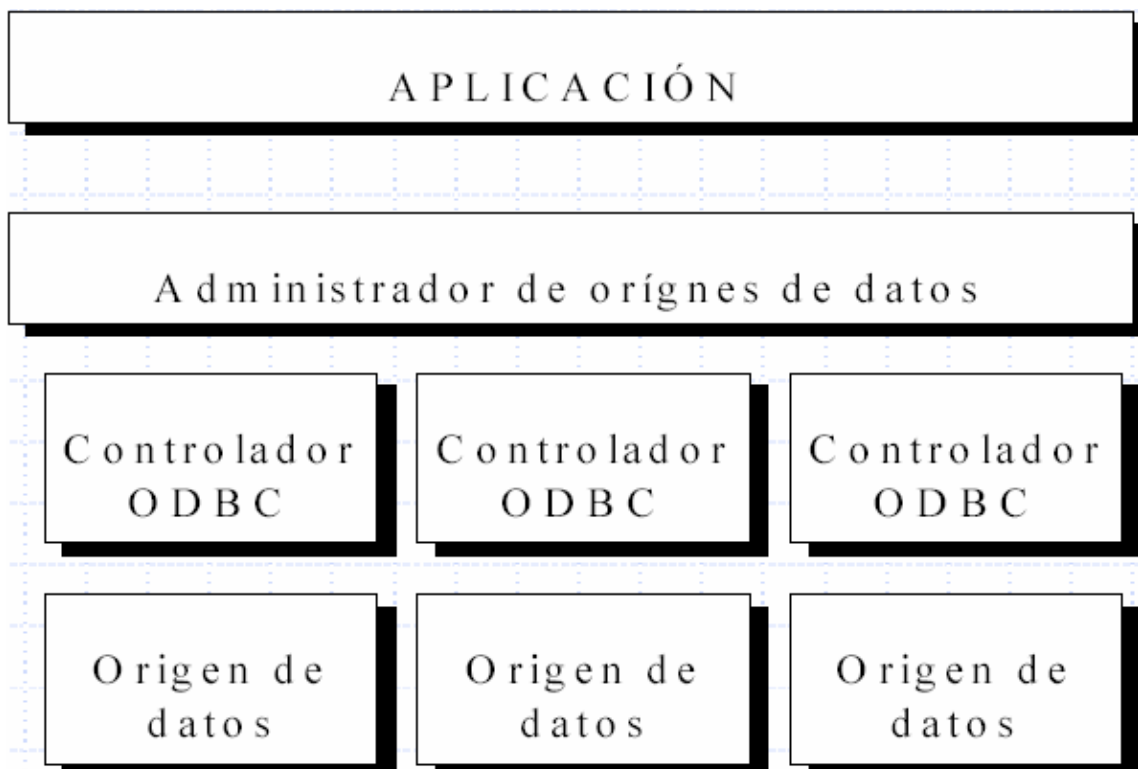 APLICACIÓN
Administrador de orígnes de datos
Controlador
ODBC
Controlador
ODBC
Controlador
ODBC
Origen de
datos
Origen de
datos
Origen de
datos